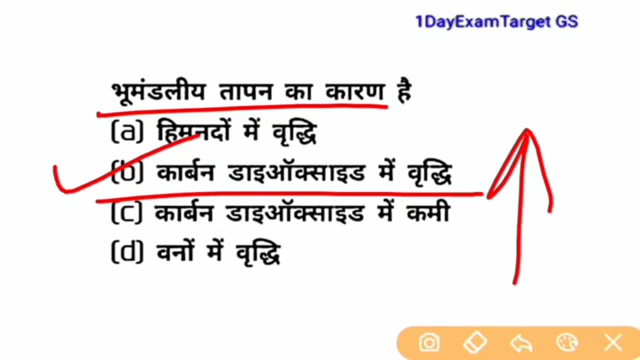 1DayExamTarget GS
भूमंडलीय तापन का कारण है
(a) हिमनदों में वृद्धि
(b) कार्बन डाइऑक्साइड में वृद्धि
(c) कार्बन डाइऑक्साइड में कमी
(d) वनों में वृद्धि